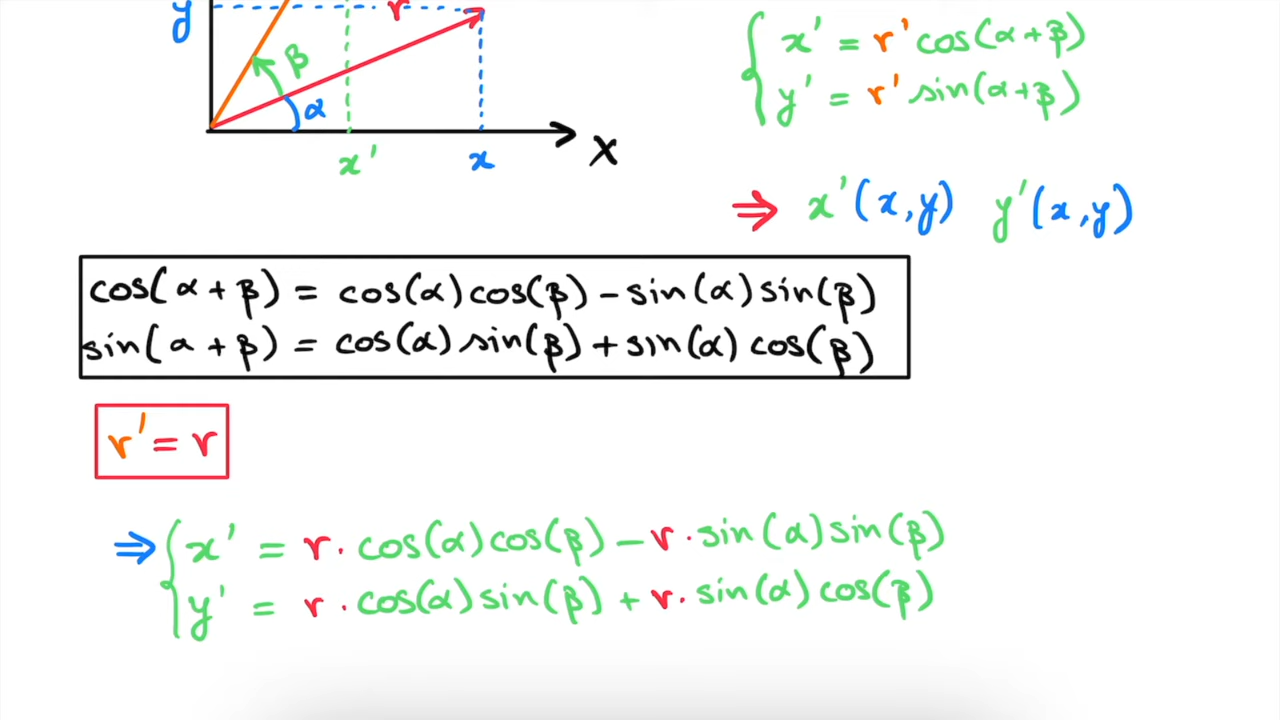 y
r
β
α
x'
x
X
x' = r' cos(α+β)
y' = r' sin(α+β)
⇒ x'(x,y) y'(x,y)
cos(α+β) = cos(α)cos(β) - sin(α)sin(β)
sin(α+β) = cos(α)sin(β) + sin(α)cos(β)
r' = r
⇒ { x' = r· cos(α)cos(β) - r·sin(α)sin(β)
y' = r· cos(α)sin(β) + r·sin(α)cos(β)